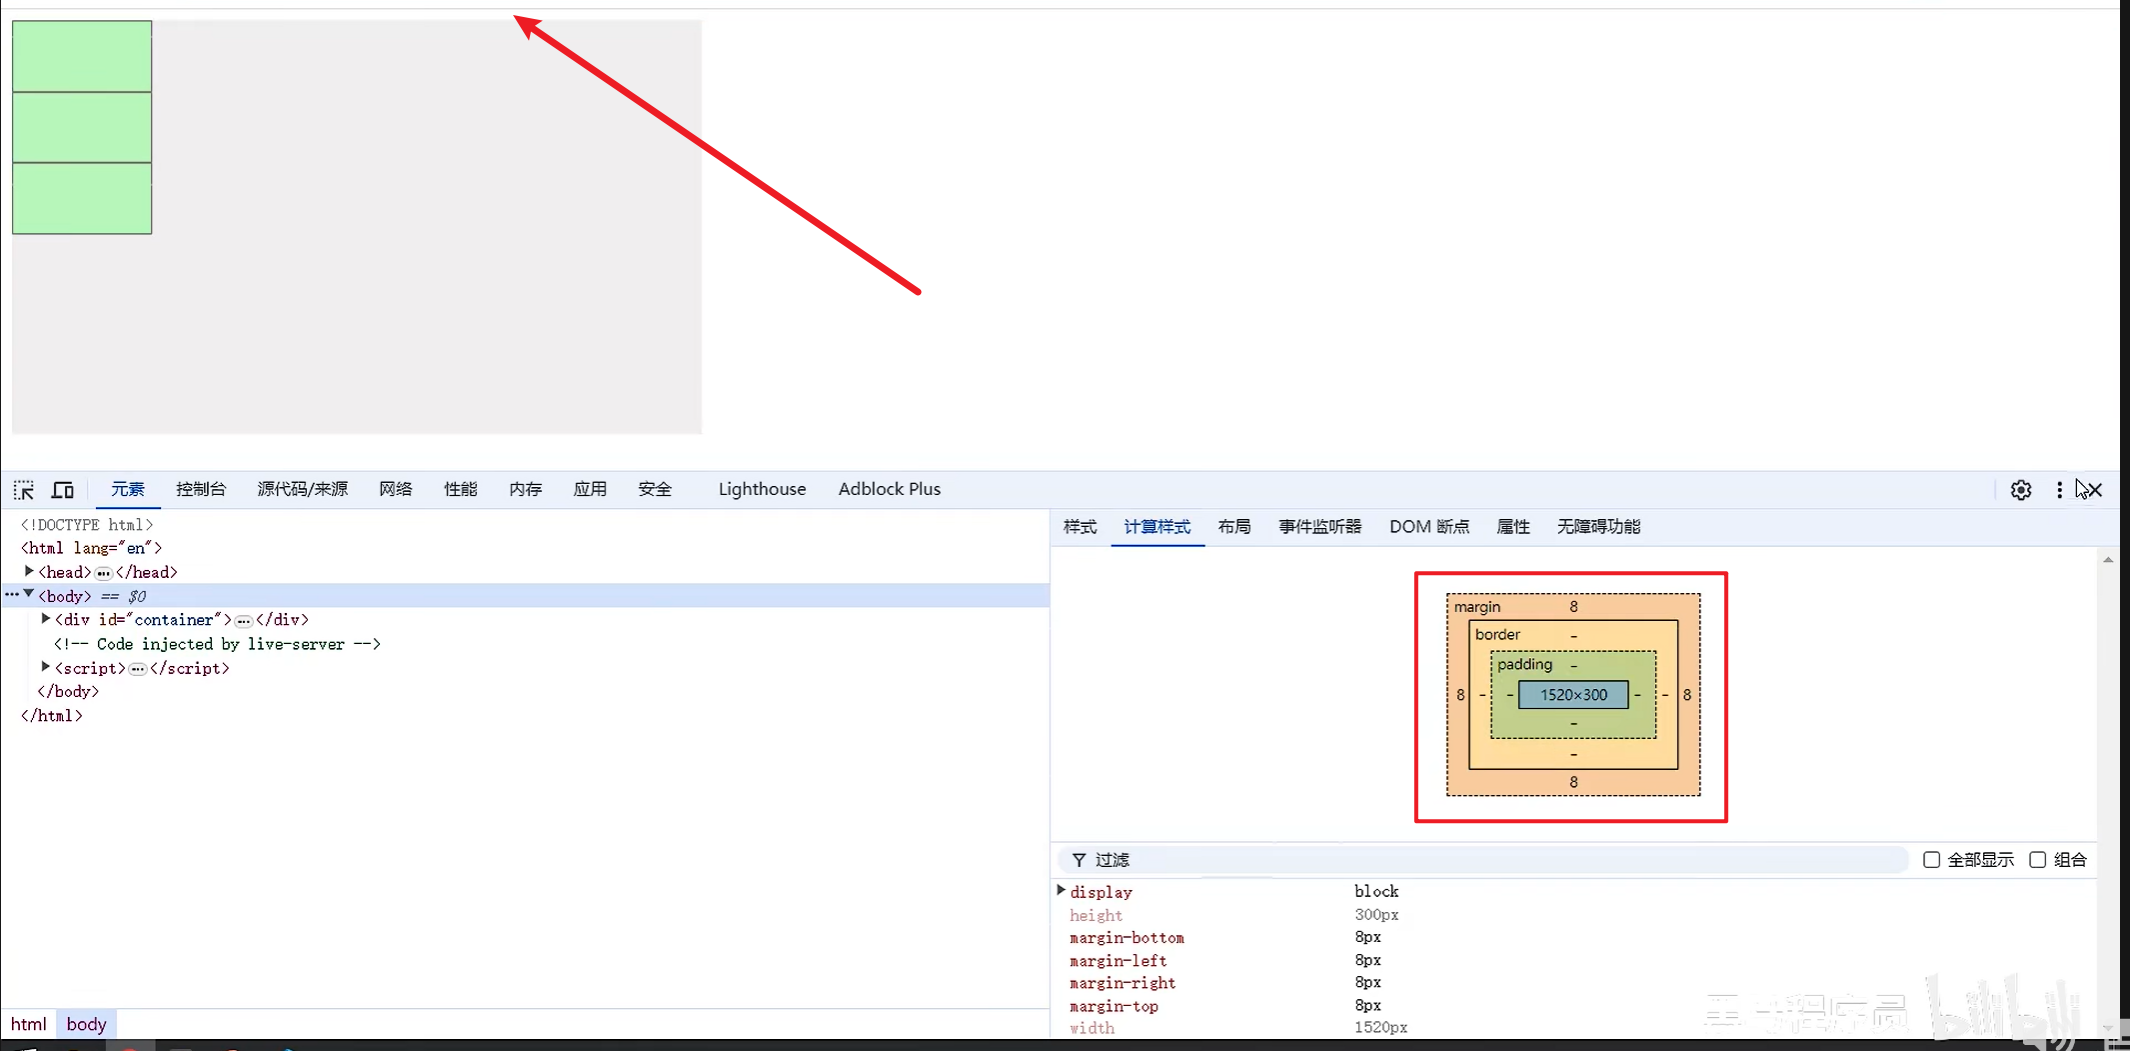 元素 控制台 源代码/来源 网络 性能 内存 应用 安全 Lighthouse Adblock Plus
<!DOCTYPE html>
<html lang="en">
<head>…</head>
<body> == $0
<div id="container">…</div>
<!-- Code injected by live-server -->
<script>…</script>
</body>
</html>
html body
样式 计算样式 布局 事件监听器 DOM 断点 属性 无障碍功能
margin 8
border -
padding -
8 - - 1520×300 - - 8
-
-
8
过滤 全部显示 组合
display block
height 300px
margin-bottom 8px
margin-left 8px
margin-right 8px
margin-top 8px
width 1520px
bilibili